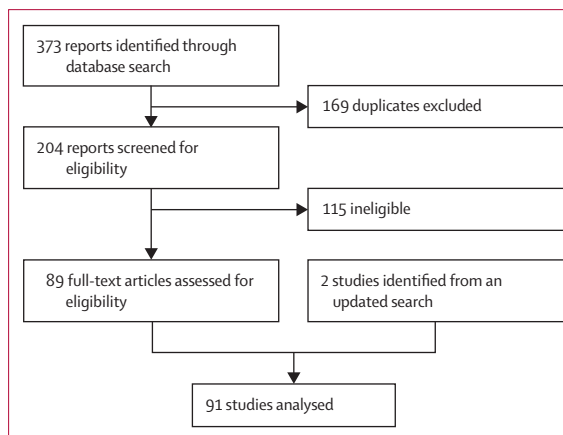 373 reports identified through
database search
169 duplicates excluded
204 reports screened for
eligibility
115 ineligible
89 full-text articles assessed for
eligibility
2 studies identified from an
updated search
91 studies analysed